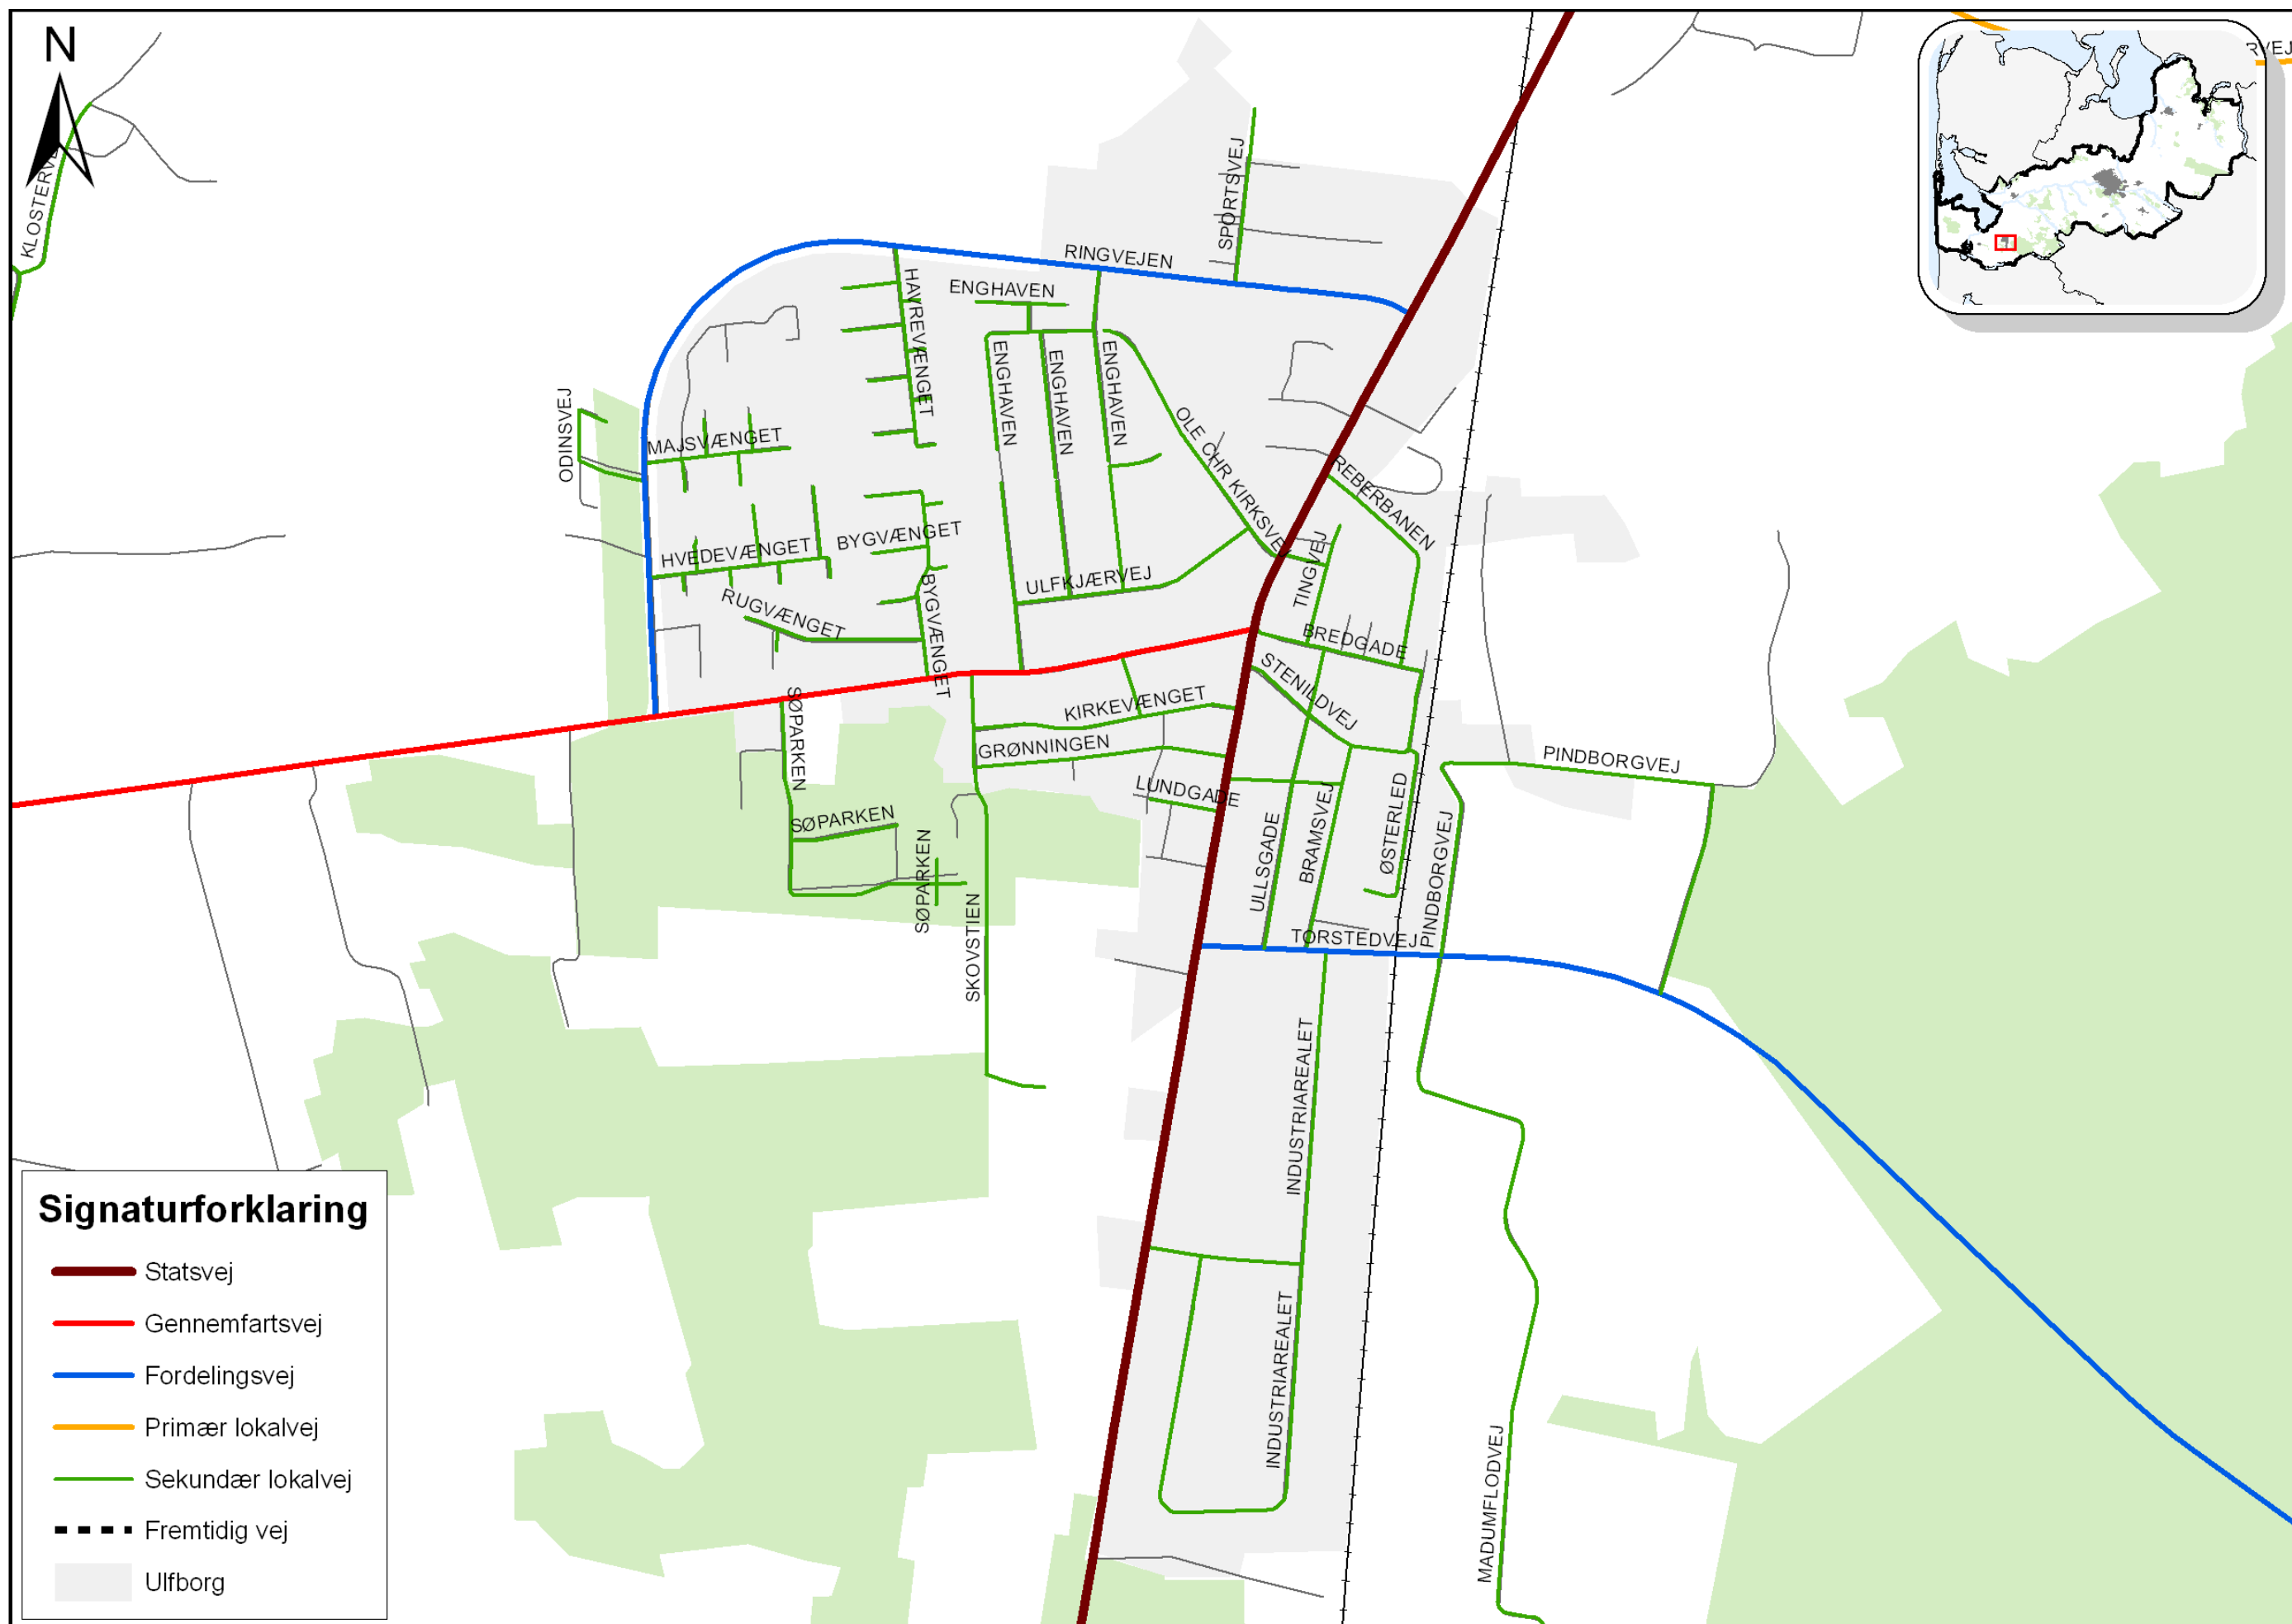 N
RVEJ
KLOSTERVEJ
SPORTSVEJ
RINGVEJEN
HAVREVÆNGET
ENGHAVEN
ENGHAVEN
ENGHAVEN
ENGHAVEN
ODINSVEJ
MAJSVÆNGET
OLE CHR KIRKSVEJ
REBERBANEN
HVEDEVÆNGET
BYGVÆNGET
BYGVÆNGET
ULFKJÆRVEJ
TINGVEJ
RUGVÆNGET
BREDGADE
STENILDVEJ
SØPARKEN
KIRKEVÆNGET
GRØNNINGEN
PINDBORGVEJ
LUNDGADE
SØPARKEN
SØPARKEN
ULLSGADE
BRAMSVEJ
ØSTERLED
PINDBORGVEJ
SKOVSTIEN
TORSTEDVEJ
INDUSTRIAREALET
INDUSTRIAREALET
MADUMFLODVEJ
Signaturforklaring
Statsvej
Gennemfartsvej
Fordelingsvej
Primær lokalvej
Sekundær lokalvej
Fremtidig vej
Ulfborg